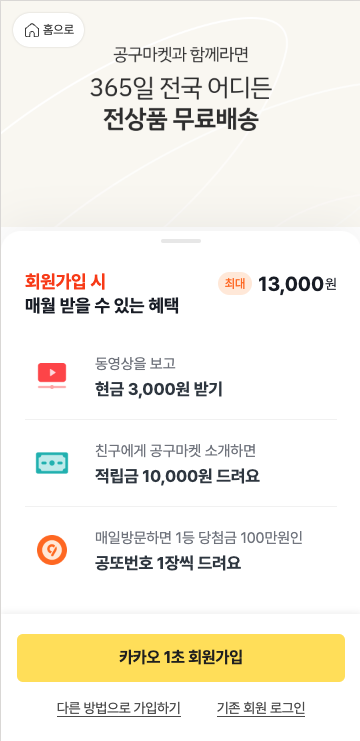 홈으로
공구마켓과 함께라면
365일 전국 어디든
전상품 무료배송
회원가입 시
매월 받을 수 있는 혜택
최대 13,000원
동영상을 보고
현금 3,000원 받기
친구에게 공구마켓 소개하면
적립금 10,000원 드려요
매일방문하면 1등 당첨금 100만원인
공또번호 1장씩 드려요
카카오 1초 회원가입
다른 방법으로 가입하기 기존 회원 로그인